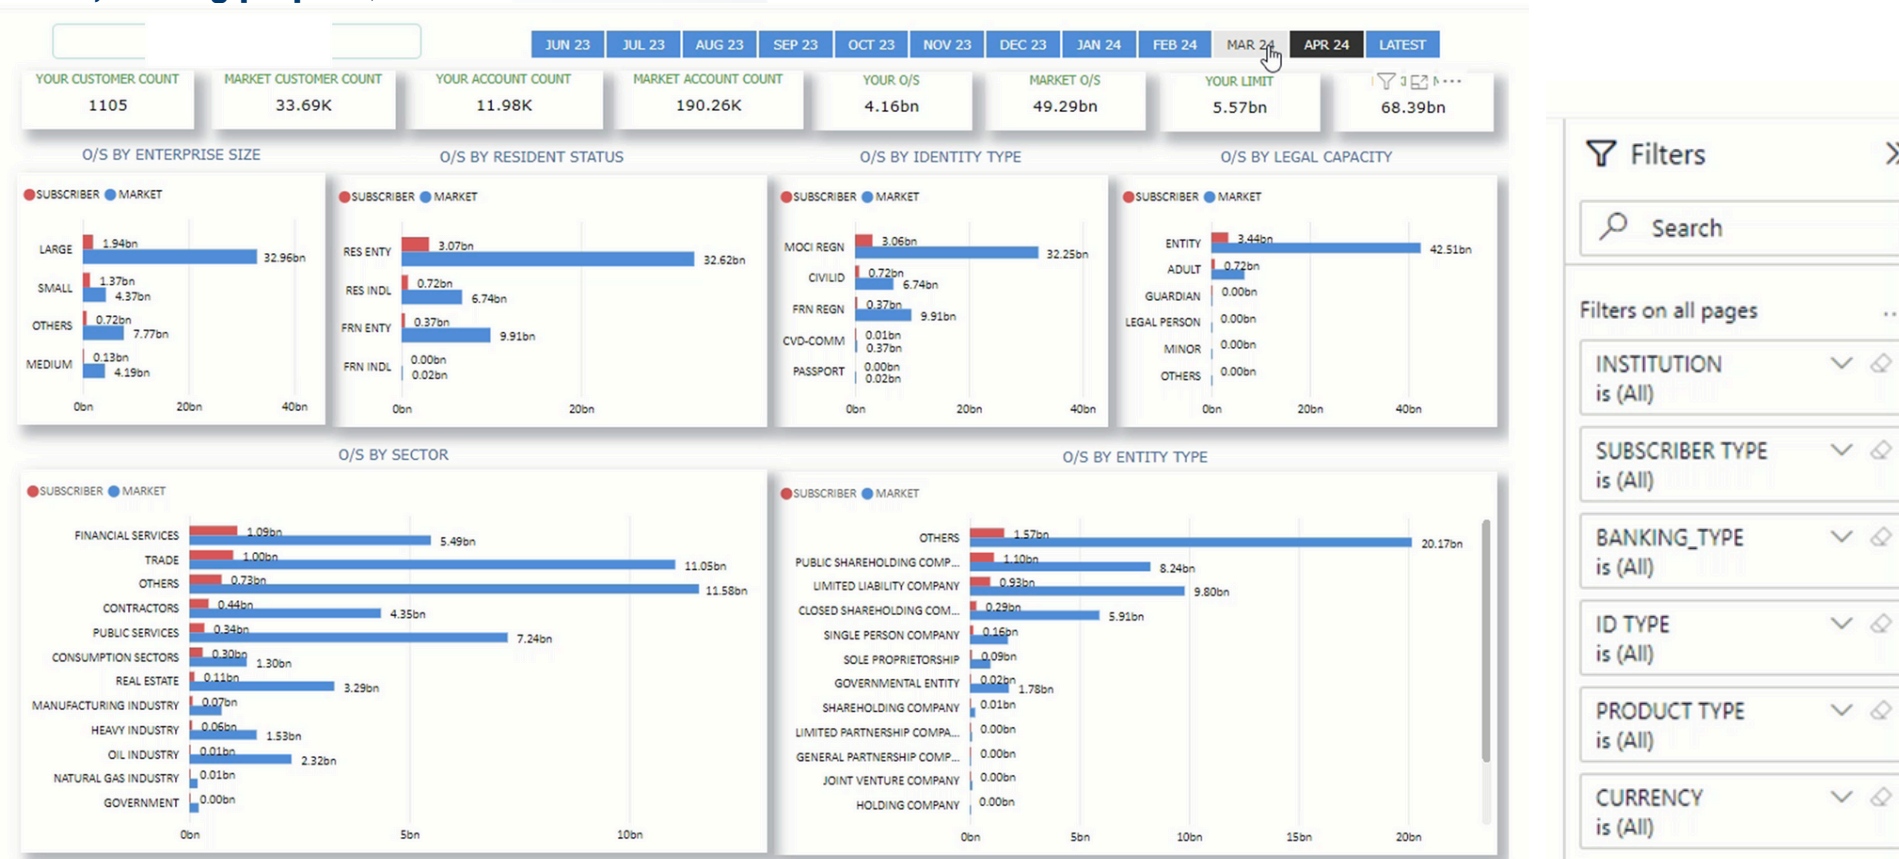 JUN 23 JUL 23 AUG 23 SEP 23 OCT 23 NOV 23 DEC 23 JAN 24 FEB 24 MAR 24 APR 24 LATEST
YOUR CUSTOMER COUNT
1105
MARKET CUSTOMER COUNT
33.69K
YOUR ACCOUNT COUNT
11.98K
MARKET ACCOUNT COUNT
190.26K
YOUR O/S
4.16bn
MARKET O/S
49.29bn
YOUR LIMIT
5.57bn
68.39bn
O/S BY ENTERPRISE SIZE
SUBSCRIBER MARKET
LARGE 1.94bn 32.96bn
SMALL 1.37bn 4.37bn
OTHERS 0.72bn 7.77bn
MEDIUM 0.13bn 4.19bn
0bn 20bn 40bn
O/S BY RESIDENT STATUS
SUBSCRIBER MARKET
RES ENTY 3.07bn 32.62bn
RES INDL 0.72bn 6.74bn
FRN ENTY 0.37bn 9.91bn
FRN INDL 0.00bn 0.02bn
0bn 20bn
O/S BY IDENTITY TYPE
SUBSCRIBER MARKET
MOCI REGN 3.06bn 32.25bn
CIVILID 0.72bn 6.74bn
FRN REGN 0.37bn 9.91bn
CVD-COMM 0.01bn 0.37bn
PASSPORT 0.00bn 0.02bn
0bn 20bn 40bn
O/S BY LEGAL CAPACITY
SUBSCRIBER MARKET
ENTITY 3.44bn 42.51bn
ADULT 0.72bn
GUARDIAN 0.00bn
LEGAL PERSON 0.00bn
MINOR 0.00bn
OTHERS 0.00bn
0bn 20bn 40bn
O/S BY SECTOR
SUBSCRIBER MARKET
FINANCIAL SERVICES 1.09bn 5.49bn
TRADE 1.00bn 11.05bn
OTHERS 0.73bn 11.58bn
CONTRACTORS 0.44bn 4.35bn
PUBLIC SERVICES 0.34bn 7.24bn
CONSUMPTION SECTORS 0.30bn 1.30bn
REAL ESTATE 0.11bn 3.29bn
MANUFACTURING INDUSTRY 0.07bn
HEAVY INDUSTRY 0.06bn 1.53bn
OIL INDUSTRY 0.01bn 2.32bn
NATURAL GAS INDUSTRY 0.01bn
GOVERNMENT 0.00bn
0bn 5bn 10bn
O/S BY ENTITY TYPE
SUBSCRIBER MARKET
OTHERS 1.57bn 20.17bn
PUBLIC SHAREHOLDING COMP... 1.10bn 8.24bn
LIMITED LIABILITY COMPANY 0.93bn 9.80bn
CLOSED SHAREHOLDING COM... 0.29bn 5.91bn
SINGLE PERSON COMPANY 0.16bn
SOLE PROPRIETORSHIP 0.09bn
GOVERNMENTAL ENTITY 0.02bn 1.78bn
SHAREHOLDING COMPANY 0.01bn
LIMITED PARTNERSHIP COMPA... 0.00bn
GENERAL PARTNERSHIP COMP... 0.00bn
JOINT VENTURE COMPANY 0.00bn
HOLDING COMPANY 0.00bn
0bn 5bn 10bn 15bn 20bn
Filters
Search
Filters on all pages
INSTITUTION
is (All)
SUBSCRIBER TYPE
is (All)
BANKING_TYPE
is (All)
ID TYPE
is (All)
PRODUCT TYPE
is (All)
CURRENCY
is (All)